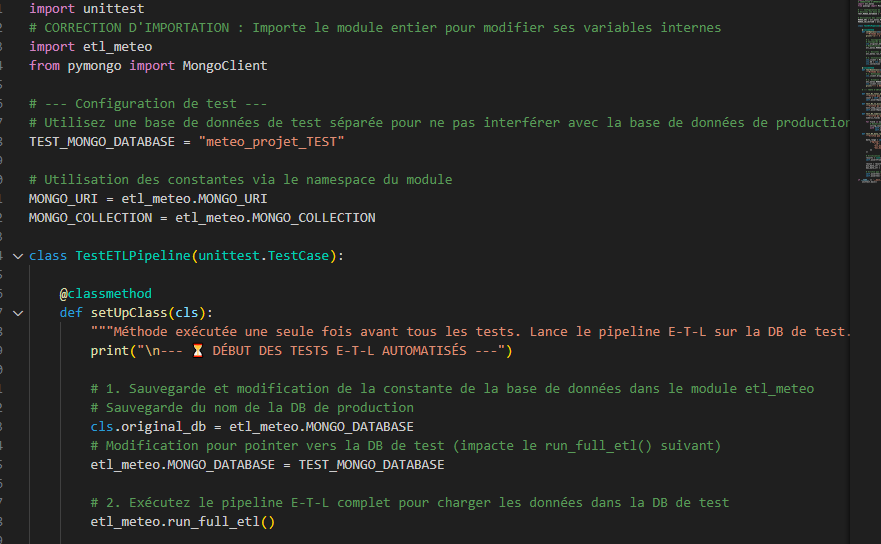 import unittest
# CORRECTION D'IMPORTATION : Importe le module entier pour modifier ses variables internes
import etl_meteo
from pymongo import MongoClient
# --- Configuration de test ---
# Utilisez une base de données de test séparée pour ne pas interférer avec la base de données de production
TEST_MONGO_DATABASE = "meteo_projet_TEST"
# Utilisation des constantes via le namespace du module
MONGO_URI = etl_meteo.MONGO_URI
MONGO_COLLECTION = etl_meteo.MONGO_COLLECTION
class TestETLPipeline(unittest.TestCase):
@classmethod
def setUpClass(cls):
"""Méthode exécutée une seule fois avant tous les tests. Lance le pipeline E-T-L sur la DB de test.
print("\n--- ⏳ DÉBUT DES TESTS E-T-L AUTOMATISÉS ---")
# 1. Sauvegarde et modification de la constante de la base de données dans le module etl_meteo
# Sauvegarde du nom de la DB de production
cls.original_db = etl_meteo.MONGO_DATABASE
# Modification pour pointer vers la DB de test (impacte le run_full_etl() suivant)
etl_meteo.MONGO_DATABASE = TEST_MONGO_DATABASE
# 2. Exécutez le pipeline E-T-L complet pour charger les données dans la DB de test
etl_meteo.run_full_etl()